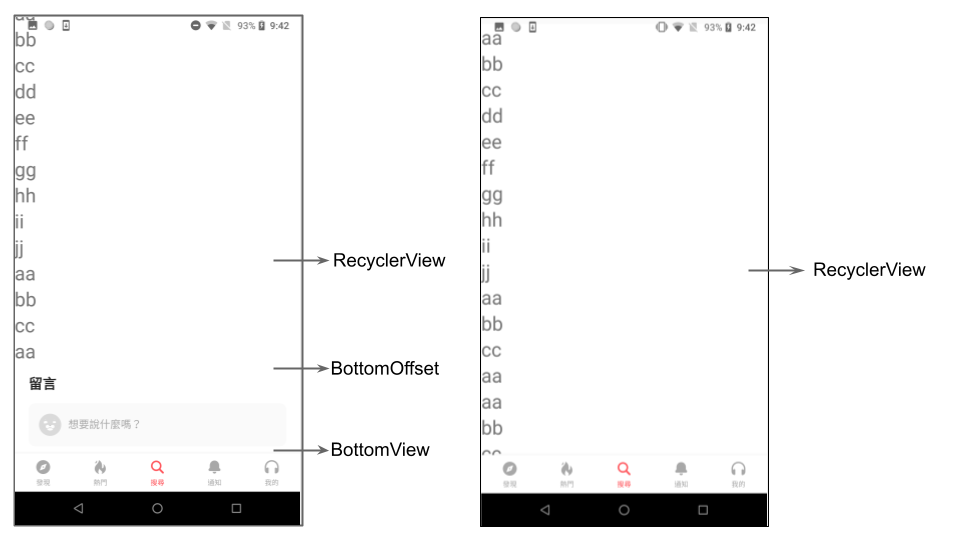 93% 9:42
bb
cc
dd
ee
ff
gg
hh
ii
jj
aa
bb
cc
aa
留言
想要說什麼嗎？
發現 熱門 搜尋 通知 我的
RecyclerView
BottomOffset
BottomView
93% 9:42
aa
bb
cc
dd
ee
ff
gg
hh
ii
jj
aa
bb
cc
aa
aa
bb
cc
發現 熱門 搜尋 通知 我的
RecyclerView